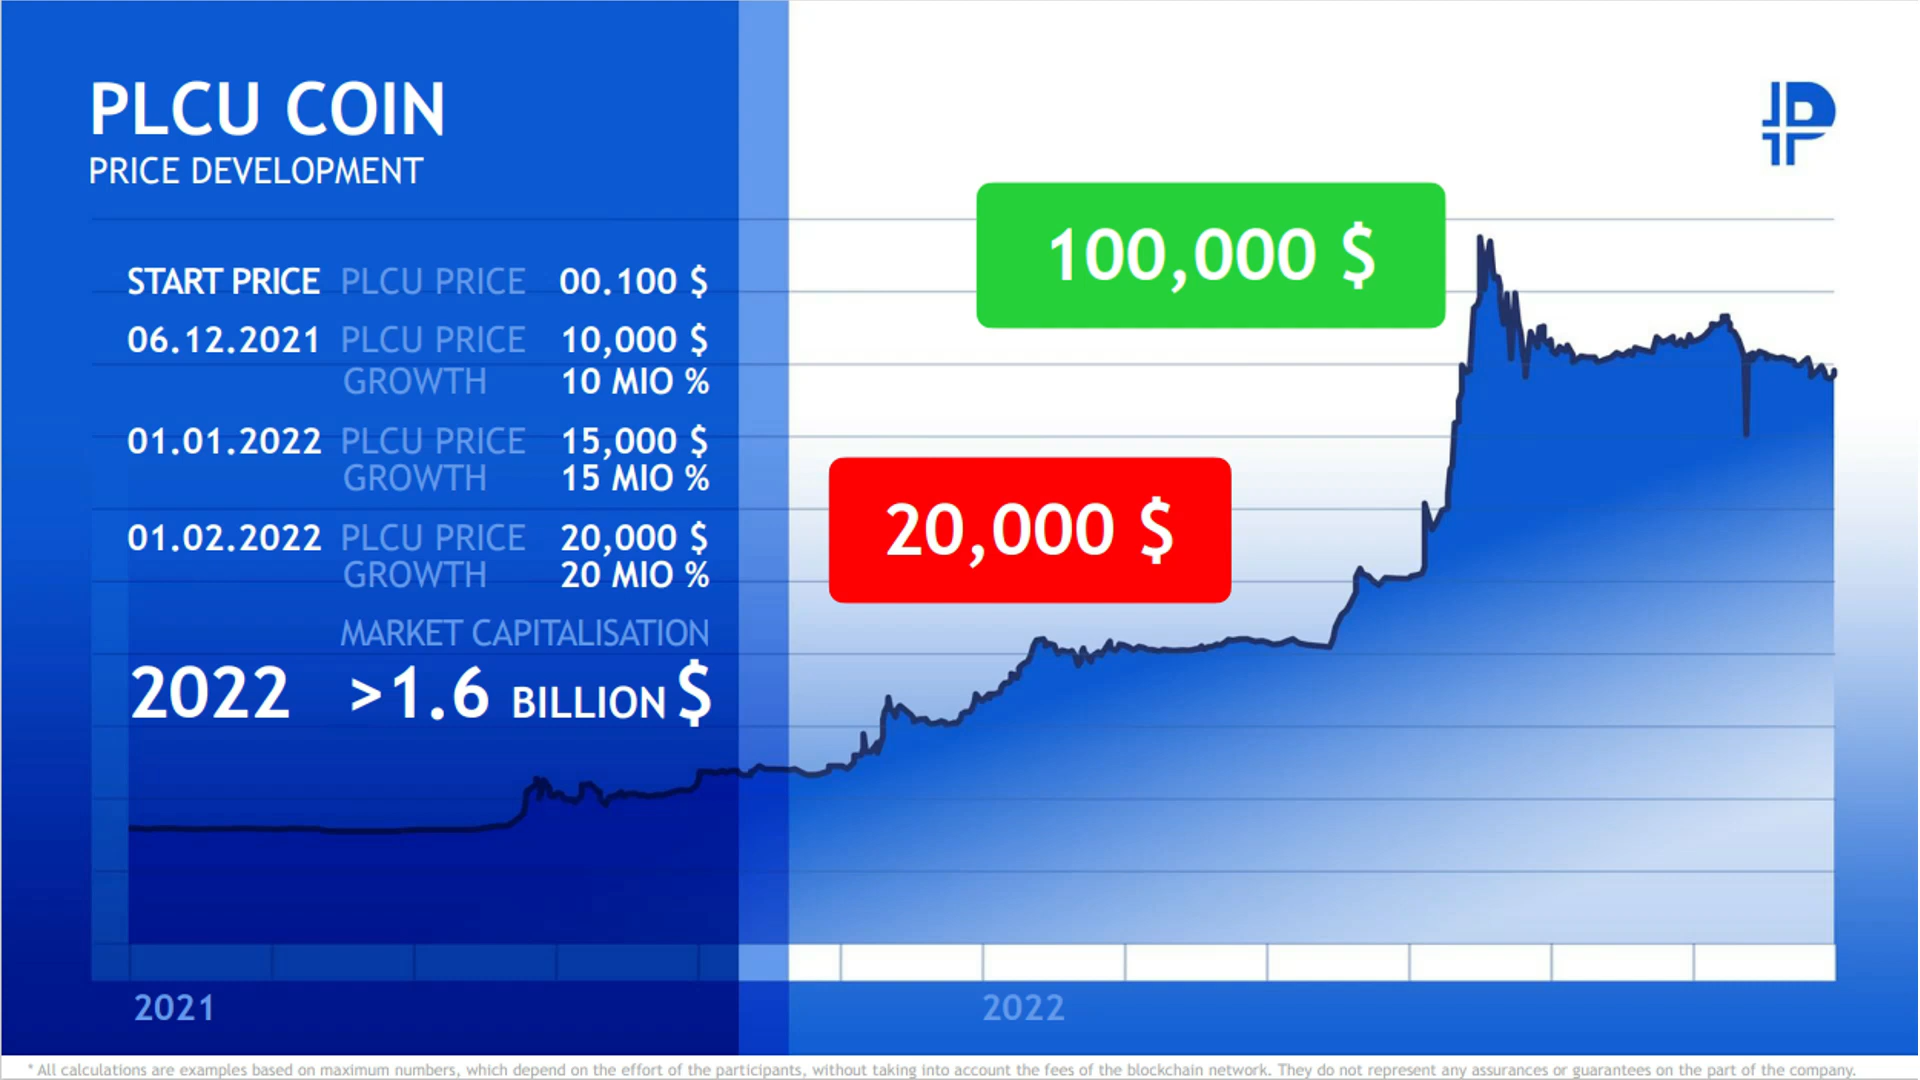 PLCU COIN
PRICE DEVELOPMENT
START PRICE PLCU PRICE 00.100 $
06.12.2021 PLCU PRICE 10,000 $
GROWTH 10 MIO %
01.01.2022 PLCU PRICE 15,000 $
GROWTH 15 MIO %
01.02.2022 PLCU PRICE 20,000 $
GROWTH 20 MIO %
MARKET CAPITALISATION
2022 >1.6 BILLION $
100,000 $
20,000 $
2021 2022
* All calculations are examples based on maximum numbers, which depend on the effort of the participants, without taking into account the fees of the blockchain network. They do not represent any assurances or guarantees on the part of the company.